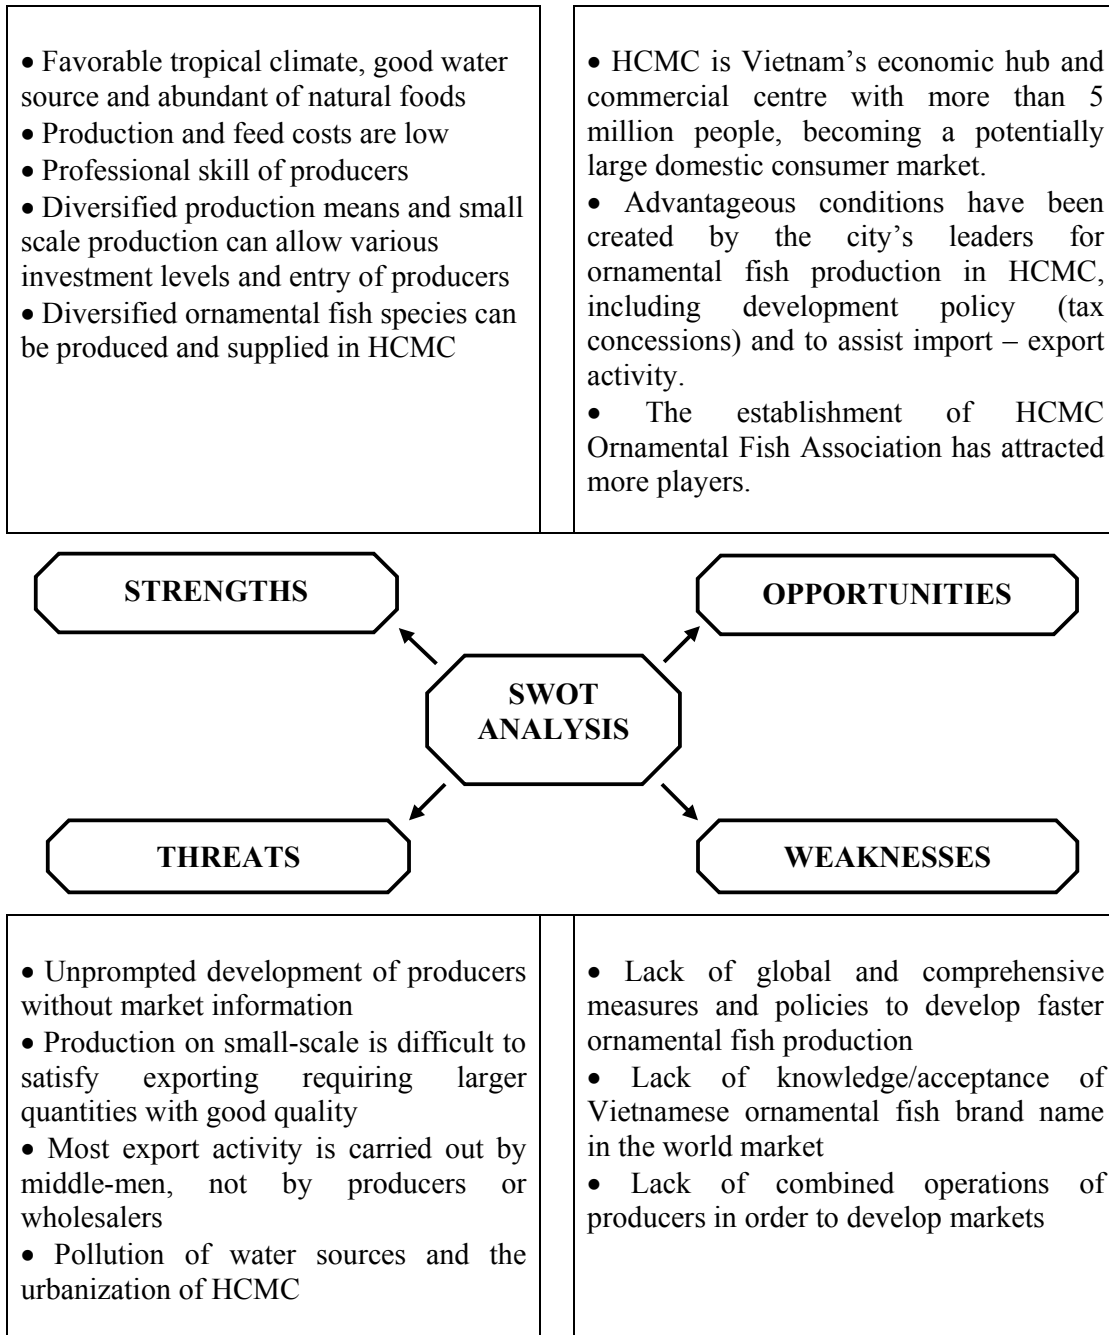 • Favorable tropical climate, good water
source and abundant of natural foods
• Production and feed costs are low
• Professional skill of producers
• Diversified production means and small
scale production can allow various
investment levels and entry of producers
• Diversified ornamental fish species can
be produced and supplied in HCMC
• HCMC is Vietnam’s economic hub and
commercial centre with more than 5
million people, becoming a potentially
large domestic consumer market.
• Advantageous conditions have been
created by the city’s leaders for
ornamental fish production in HCMC,
including development policy (tax
concessions) and to assist import – export
activity.
• The establishment of HCMC
Ornamental Fish Association has attracted
more players.
STRENGTHS
OPPORTUNITIES
SWOT
ANALYSIS
THREATS
WEAKNESSES
• Unprompted development of producers
without market information
• Production on small-scale is difficult to
satisfy exporting requiring larger
quantities with good quality
• Most export activity is carried out by
middle-men, not by producers or
wholesalers
• Pollution of water sources and the
urbanization of HCMC
• Lack of global and comprehensive
measures and policies to develop faster
ornamental fish production
• Lack of knowledge/acceptance of
Vietnamese ornamental fish brand name
in the world market
• Lack of combined operations of
producers in order to develop markets